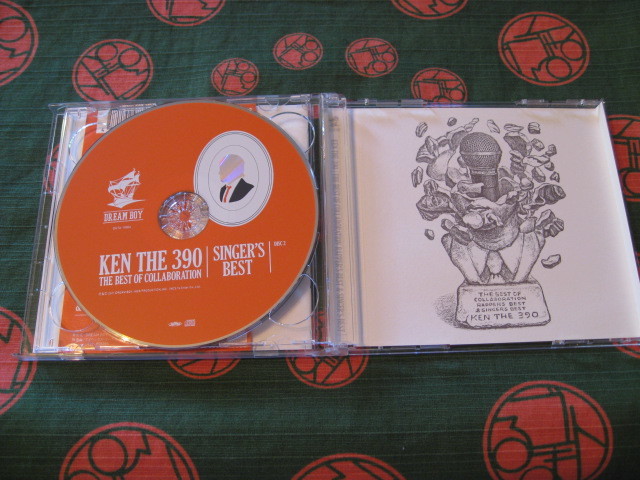 DREAM BOY
KEN THE 390
THE BEST OF COLLABORATION
SINGER'S
BEST
DISC 2
THE BEST OF
COLLABORATION
RAPPERS BEST
& SINGERS BEST
KEN THE 390